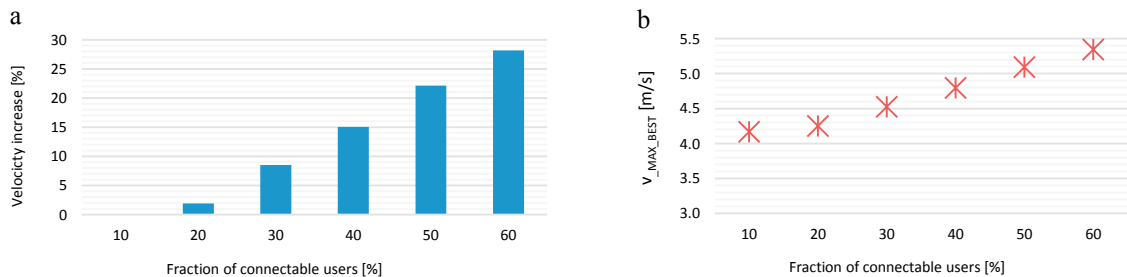 a
30
25
20
15
10
5
0
Velocicty increase [%]
10 20 30 40 50 60
Fraction of connectable users [%]
b
5.5
5.0
4.5
4.0
3.5
3.0
v_MAX_BEST [m/s]
10 20 30 40 50 60
Fraction of connectable users [%]